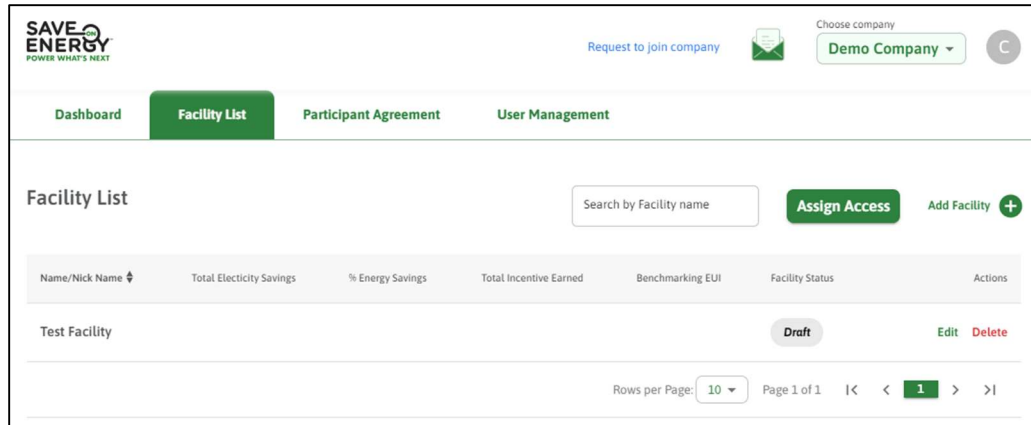 SAVE ON
ENERGY
POWER WHAT'S NEXT
Request to join company
Choose company
Demo Company
C
Dashboard
Facility List
Participant Agreement
User Management
Facility List
Search by Facility name
Assign Access
Add Facility
Name/Nick Name
Total Electicity Savings
% Energy Savings
Total Incentive Earned
Benchmarking EUI
Facility Status
Actions
Test Facility
Draft
Edit
Delete
Rows per Page: 10
Page 1 of 1
1